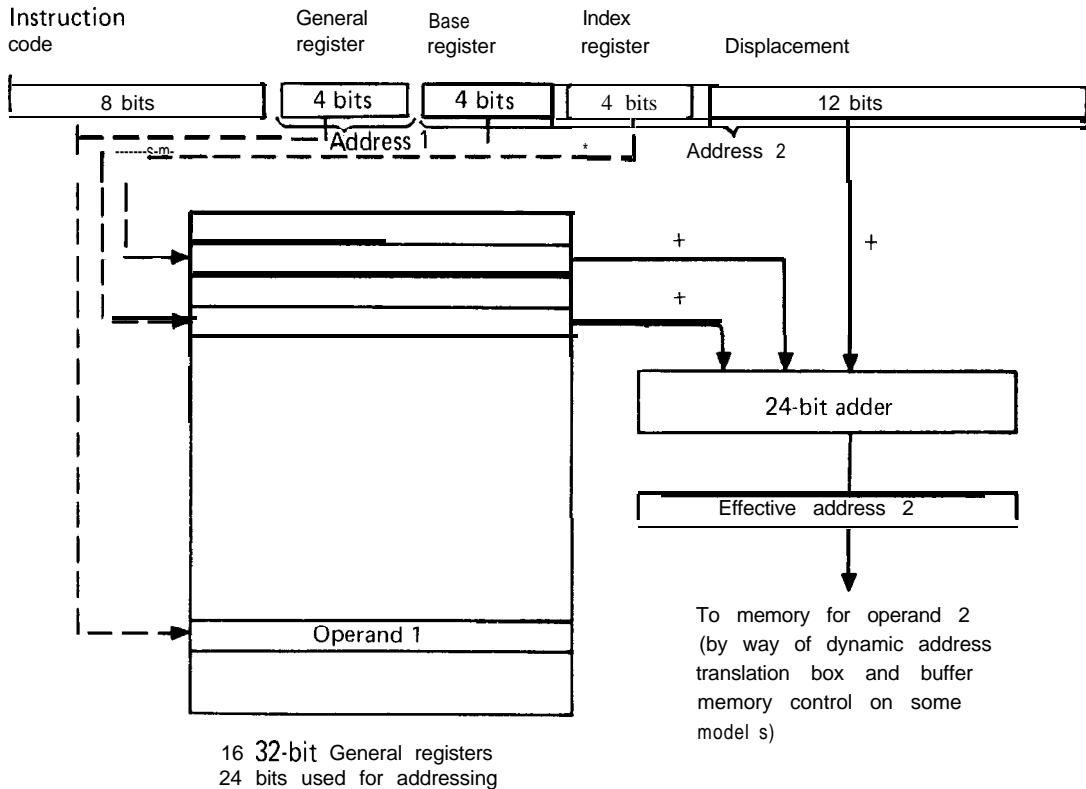 Instruction
code
General
register
Base
register
Index
register
Displacement
8 bits
4 bits
4 bits
4 bits
12 bits
Address 1
Address 2
-------s-m-
*
+
+
+
24-bit adder
Effective address 2
Operand 1
To memory for operand 2
(by way of dynamic address
translation box and buffer
memory control on some
model s)
16 32-bit General registers
24 bits used for addressing